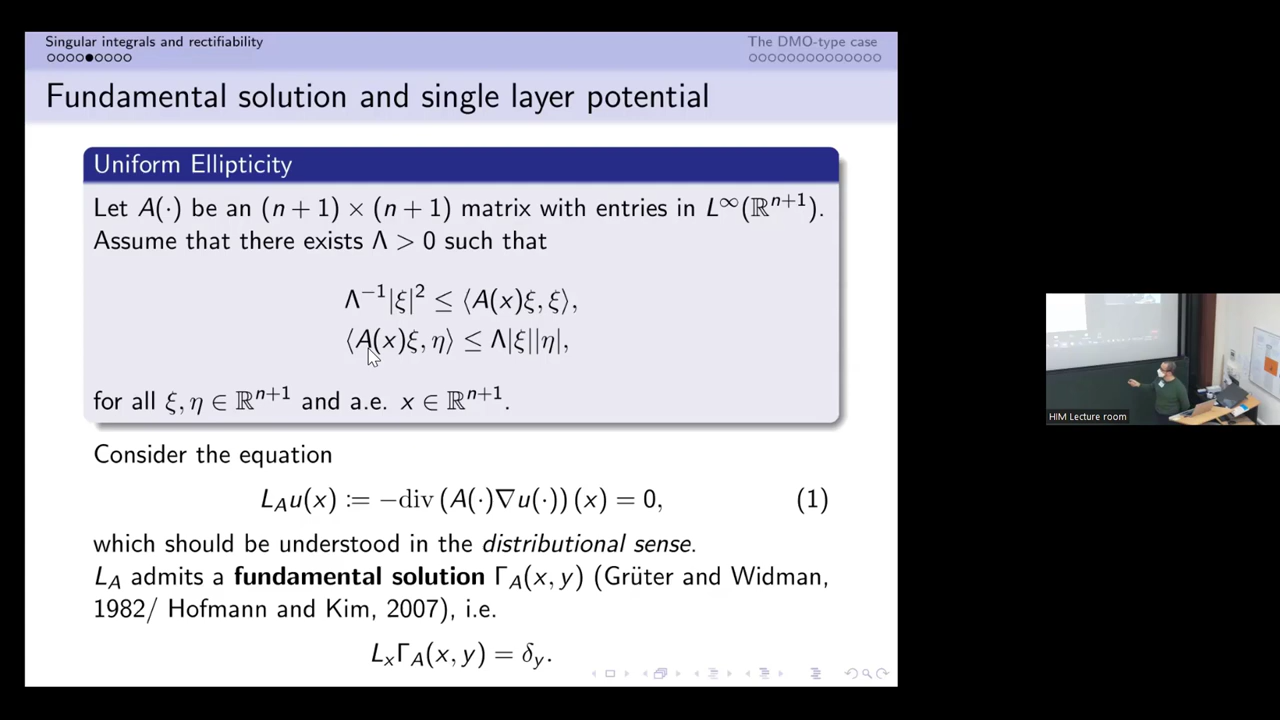 Singular integrals and rectifiability
The DMO-type case
Fundamental solution and single layer potential
Uniform Ellipticity
Let A(·) be an (n + 1) × (n + 1) matrix with entries in L^∞(ℝ^{n+1}).
Assume that there exists Λ > 0 such that
Λ^{−1}|ξ|^2 ≤ ⟨A(x)ξ, ξ⟩,
⟨A(x)ξ, η⟩ ≤ Λ|ξ||η|,
for all ξ, η ∈ ℝ^{n+1} and a.e. x ∈ ℝ^{n+1}.
Consider the equation
L_A u(x) := −div (A(·)∇u(·)) (x) = 0, (1)
which should be understood in the distributional sense.
L_A admits a fundamental solution Γ_A(x, y) (Grüter and Widman,
1982/ Hofmann and Kim, 2007), i.e.
L_x Γ_A(x, y) = δ_y.
HIM Lecture room